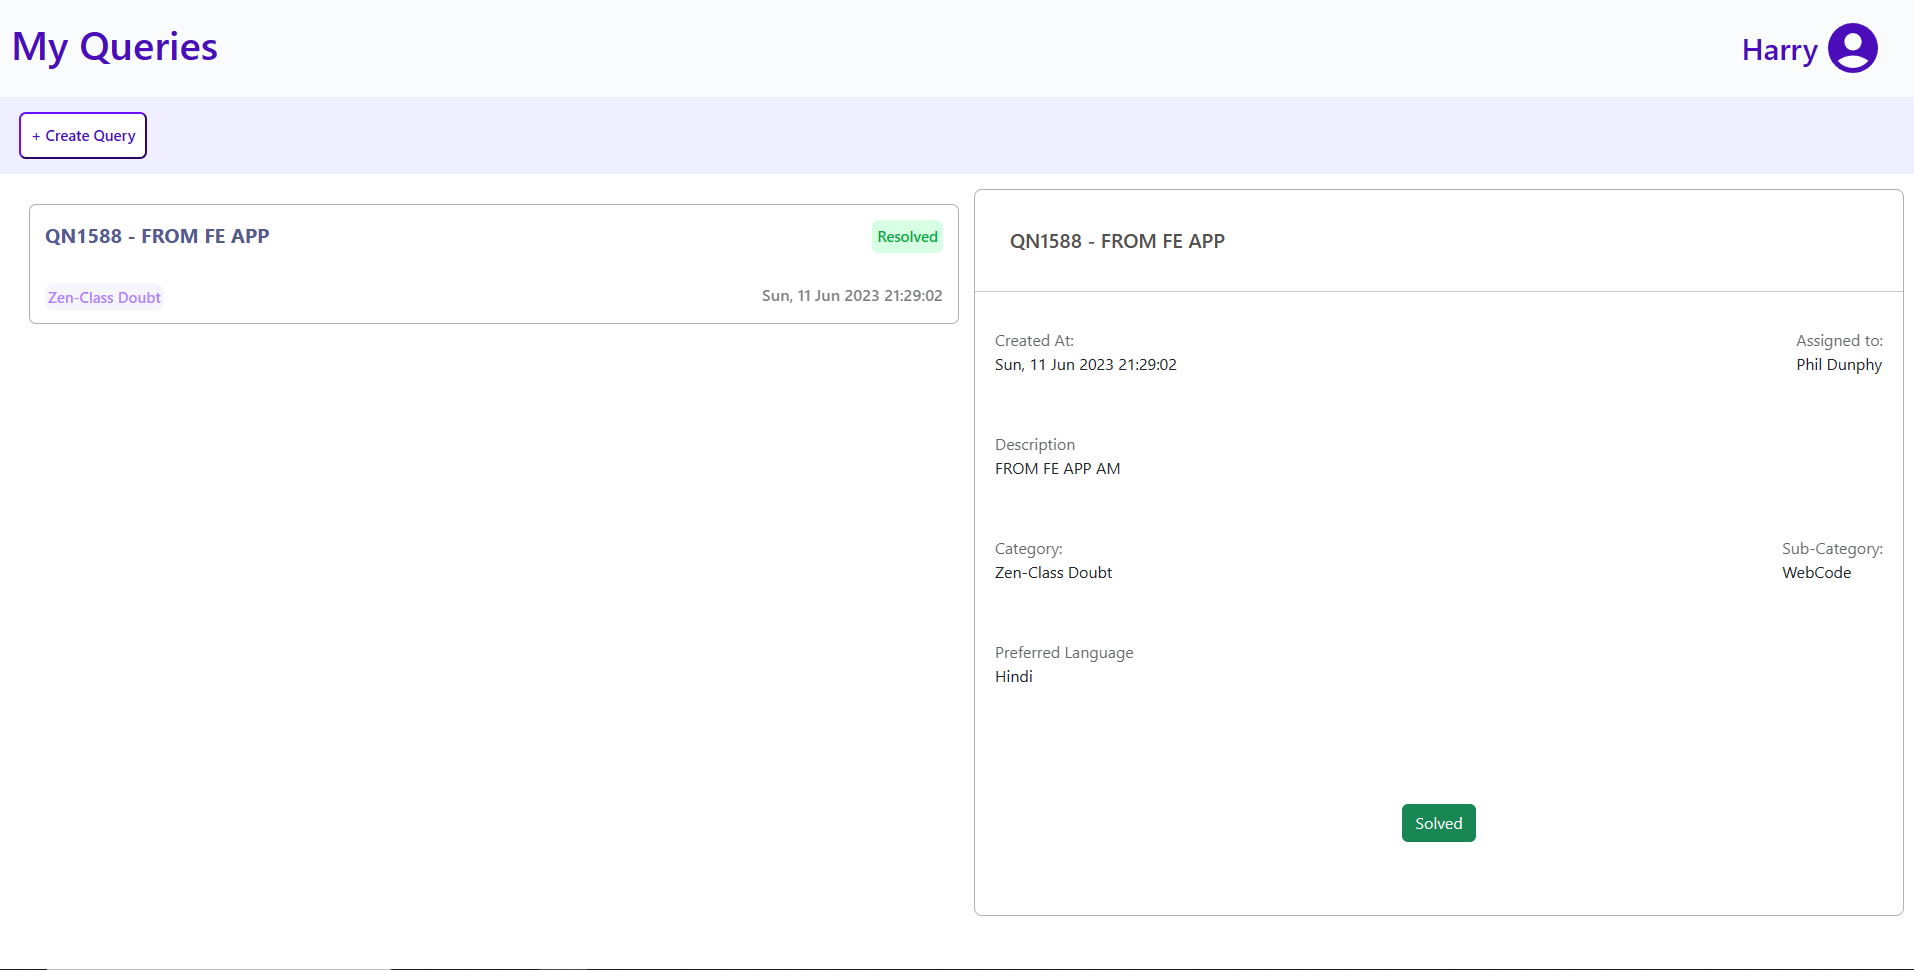 My Queries
Harry
+ Create Query
QN1588 - FROM FE APP
Resolved
Zen-Class Doubt
Sun, 11 Jun 2023 21:29:02
QN1588 - FROM FE APP
Created At:
Sun, 11 Jun 2023 21:29:02
Assigned to:
Phil Dunphy
Description
FROM FE APP AM
Category:
Zen-Class Doubt
Sub-Category:
WebCode
Preferred Language
Hindi
Solved